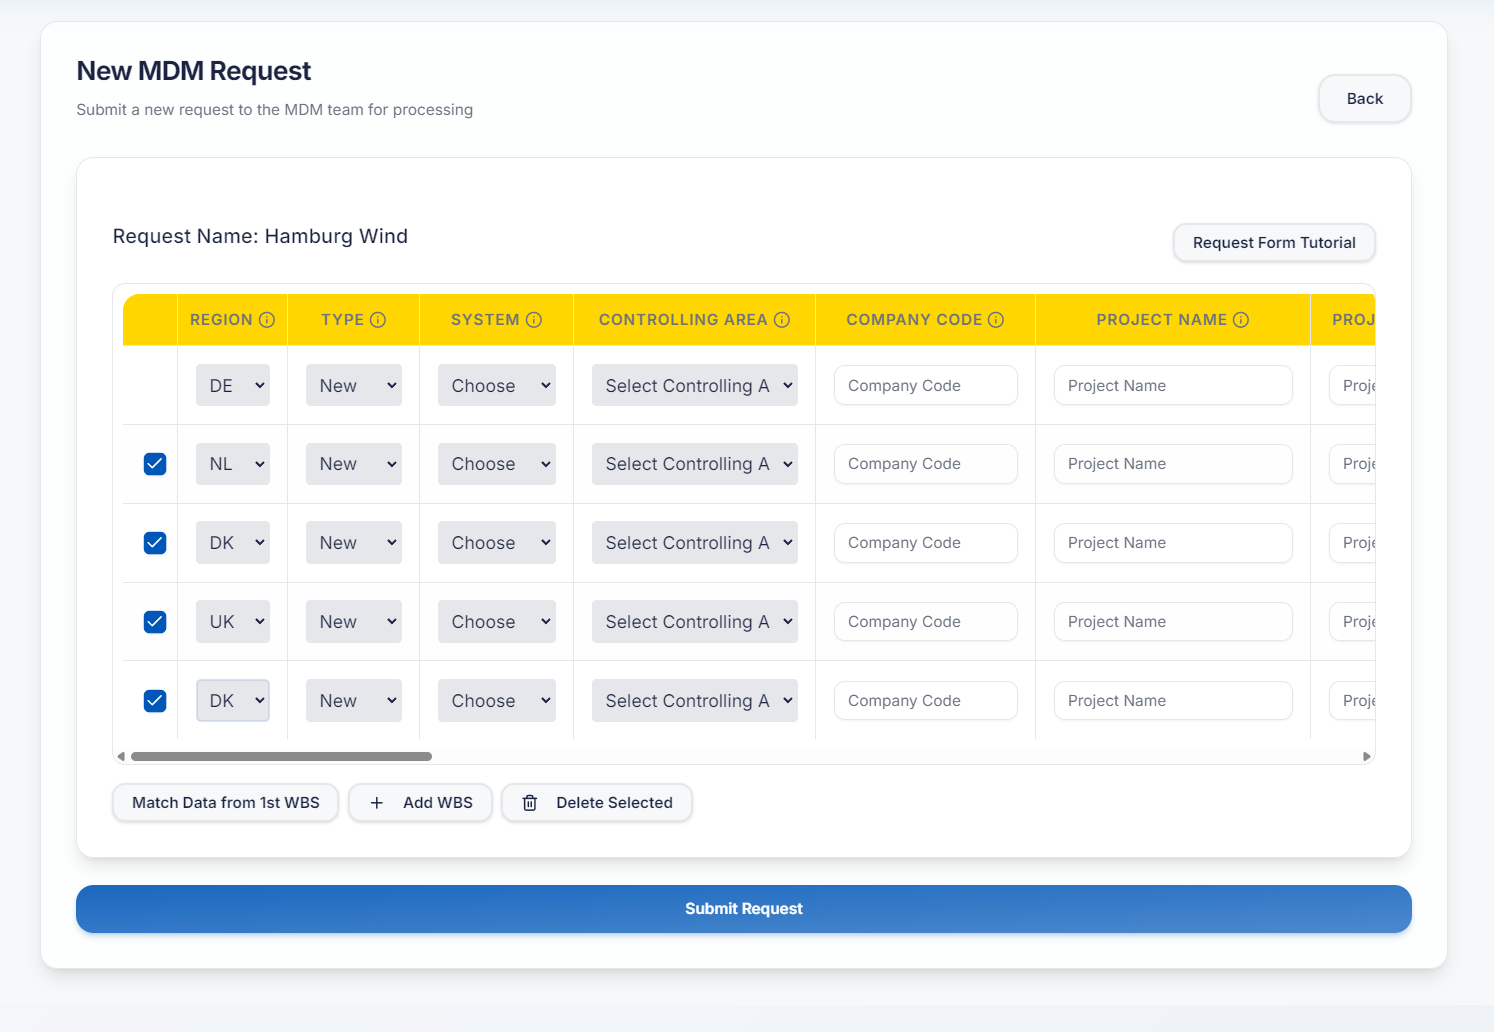 New MDM Request
Submit a new request to the MDM team for processing
Back
Request Name: Hamburg Wind
Request Form Tutorial
REGION TYPE SYSTEM CONTROLLING AREA COMPANY CODE PROJECT NAME PROJ
DE New Choose Select Controlling A Company Code Project Name Proje
NL New Choose Select Controlling A Company Code Project Name Proje
DK New Choose Select Controlling A Company Code Project Name Proje
UK New Choose Select Controlling A Company Code Project Name Proje
DK New Choose Select Controlling A Company Code Project Name Proje
Match Data from 1st WBS + Add WBS Delete Selected
Submit Request